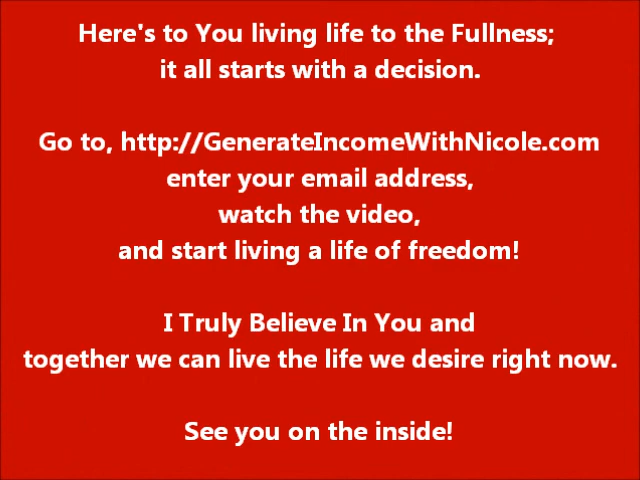 Here's to You living life to the Fullness;
it all starts with a decision.
Go to, http://GenerateIncomeWithNicole.com
enter your email address,
watch the video,
and start living a life of freedom!
I Truly Believe In You and
together we can live the life we desire right now.
See you on the inside!